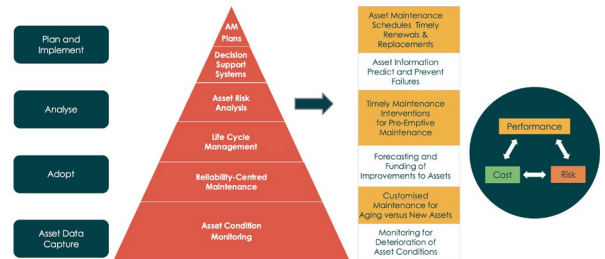 Plan and
Implement
Analyse
Adopt
Asset Data
Capture
AM
Plans
Decision
Support
Systems
Asset Risk
Analysis
Life Cycle
Management
Reliability-Centred
Maintenance
Asset Condition
Monitoring
Asset Maintenance
Schedules Timely
Renewals &
Replacements
Asset Information
Predict and Prevent
Failures
Timely Maintenance
Interventions
for Pre-Emptive
Maintenance
Forecasting and
Funding of
Improvements to Assets
Customised
Maintenance for
Aging versus New Assets
Monitoring for
Deterioration of
Asset Conditions
Performance
Cost
Risk